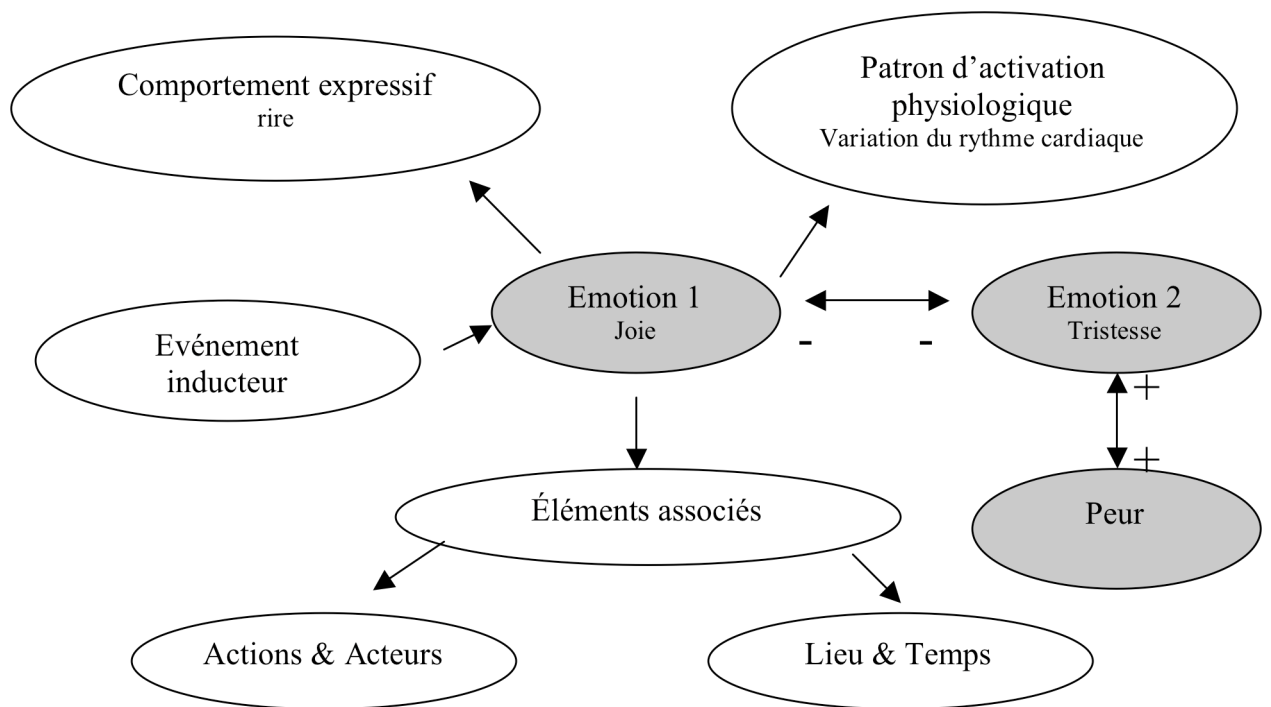 Comportement expressif
rire
Patron d’activation
physiologique
Variation du rythme cardiaque
Emotion 1
Joie
- -
Emotion 2
Tristesse
Evénement
inducteur
+
+
Éléments associés
Peur
Actions & Acteurs
Lieu & Temps